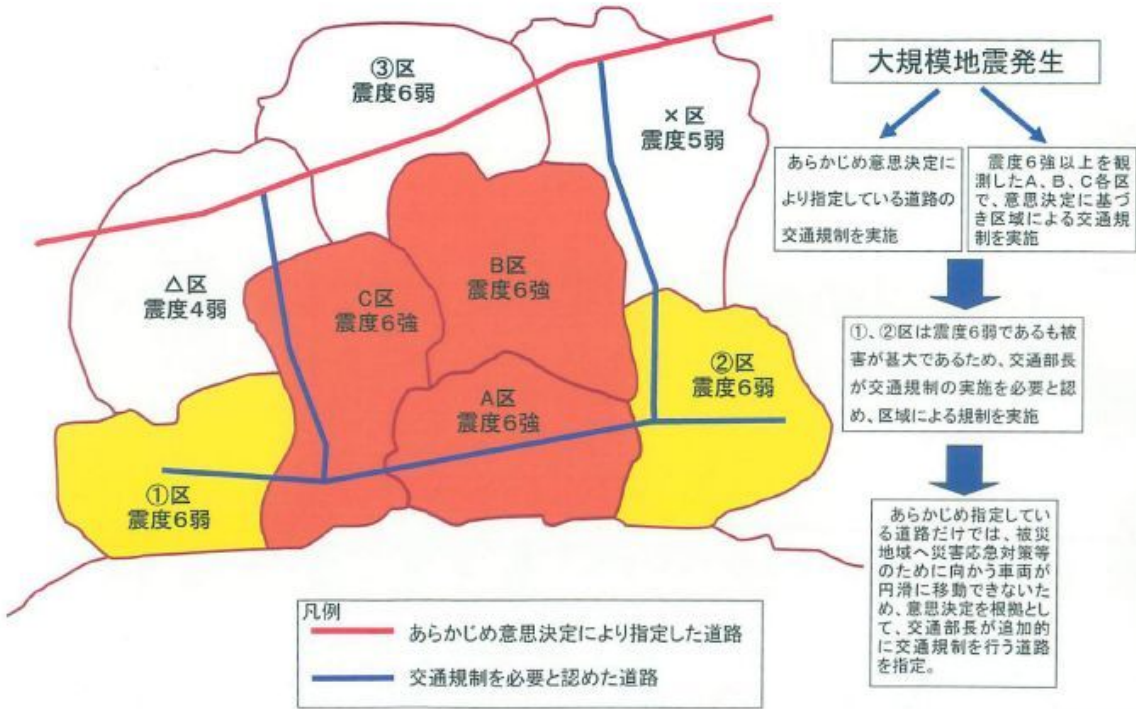 ③区
震度6弱
×区
震度5弱
△区
震度4弱
B区
震度6強
C区
震度6強
②区
震度6弱
A区
震度6強
①区
震度6弱
凡例
あらかじめ意思決定により指定した道路
交通規制を必要と認めた道路
大規模地震発生
あらかじめ意思決定に
より指定している道路の
交通規制を実施
震度6強以上を観
測したA、B、C各区
で、意思決定に基づ
き区域による交通規
制を実施
①、②区は震度6弱であるも被
害が甚大であるため、交通部長
が交通規制の実施を必要と認
め、区域による規制を実施
あらかじめ指定してい
る道路だけでは、被災
地域へ災害応急対策等
のために向かう車両が
円滑に移動できないた
め、意思決定を根拠とし
て、交通部長が追加的
に交通規制を行う道路
を指定。